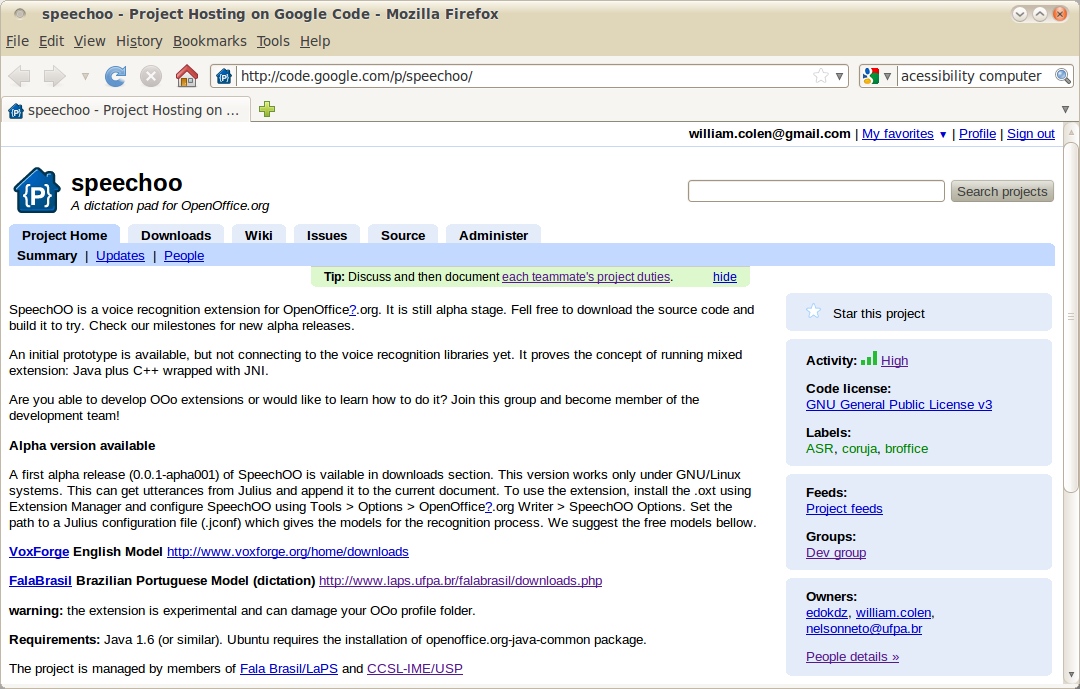 speechoo - Project Hosting on Google Code - Mozilla Firefox
File Edit View History Bookmarks Tools Help
http://code.google.com/p/speechoo/ acessibility computer
speechoo - Project Hosting on ...
william.colen@gmail.com | My favorites ▼ | Profile | Sign out
{P} speechoo
A dictation pad for OpenOffice.org
Search projects
Project Home Downloads Wiki Issues Source Administer
Summary | Updates | People
Tip: Discuss and then document each teammate's project duties. hide
SpeechOO is a voice recognition extension for OpenOffice?.org. It is still alpha stage. Fell free to download the source code and
build it to try. Check our milestones for new alpha releases.
An initial prototype is available, but not connecting to the voice recognition libraries yet. It proves the concept of running mixed
extension: Java plus C++ wrapped with JNI.
Are you able to develop OOo extensions or would like to learn how to do it? Join this group and become member of the
development team!
Alpha version available
A first alpha release (0.0.1-apha001) of SpeechOO is vailable in downloads section. This version works only under GNU/Linux
systems. This can get utterances from Julius and append it to the current document. To use the extension, install the .oxt using
Extension Manager and configure SpeechOO using Tools > Options > OpenOffice?.org Writer > SpeechOO Options. Set the
path to a Julius configuration file (.jconf) which gives the models for the recognition process. We suggest the free models bellow.
VoxForge English Model http://www.voxforge.org/home/downloads
FalaBrasil Brazilian Portuguese Model (dictation) http://www.laps.ufpa.br/falabrasil/downloads.php
warning: the extension is experimental and can damage your OOo profile folder.
Requirements: Java 1.6 (or similar). Ubuntu requires the installation of openoffice.org-java-common package.
The project is managed by members of Fala Brasil/LaPS and CCSL-IME/USP
Star this project
Activity: High
Code license:
GNU General Public License v3
Labels:
ASR, coruja, broffice
Feeds:
Project feeds
Groups:
Dev group
Owners:
edokdz, william.colen,
nelsonneto@ufpa.br
People details »